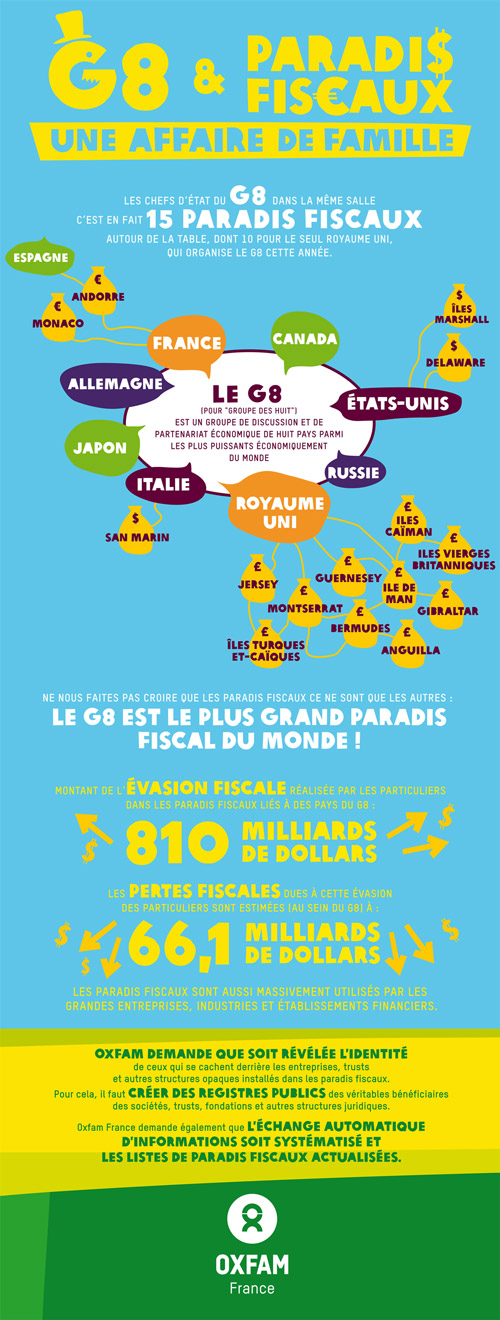 G8 & PARADI$
FISC€AUX
UNE AFFAIRE DE FAMILLE
LES CHEFS D'ÉTAT DU G8 DANS LA MÊME SALLE
C'EST EN FAIT 15 PARADIS FISCAUX
AUTOUR DE LA TABLE, DONT 10 POUR LE SEUL ROYAUME UNI,
QUI ORGANISE LE G8 CETTE ANNÉE.
ESPAGNE
€
ANDORRE
€
MONACO
FRANCE
CANADA
$
ÎLES
MARSHALL
$
DELAWARE
ALLEMAGNE
ÉTATS-UNIS
LE G8
(POUR "GROUPE DES HUIT")
EST UN GROUPE DE DISCUSSION ET DE
PARTENARIAT ÉCONOMIQUE DE HUIT PAYS PARMI
LES PLUS PUISSANTS ÉCONOMIQUEMENT
DU MONDE
JAPON
ITALIE
RUSSIE
ROYAUME
UNI
$
SAN MARIN
£
ILES
CAÏMAN
£
ILES VIERGES
BRITANNIQUES
£
JERSEY
£
GUERNESEY
£
ILE DE
MAN
£
MONTSERRAT
£
GIBRALTAR
£
BERMUDES
£
ÎLES TURQUES
ET-CAÏQUES
£
ANGUILLA
NE NOUS FAITES PAS CROIRE QUE LES PARADIS FISCAUX CE NE SONT QUE LES AUTRES :
LE G8 EST LE PLUS GRAND PARADIS
FISCAL DU MONDE !
MONTANT DE L'ÉVASION FISCALE RÉALISÉE PAR LES PARTICULIERS
DANS LES PARADIS FISCAUX LIÉS À DES PAYS DU G8 :
$ 810 MILLIARDS $
DE DOLLARS
LES PERTES FISCALES DUES À CETTE ÉVASION
DES PARTICULIERS SONT ESTIMÉES (AU SEIN DU G8) À :
$ $ 66,1 MILLIARDS $
DE DOLLARS
LES PARADIS FISCAUX SONT AUSSI MASSIVEMENT UTILISÉS PAR LES
GRANDES ENTREPRISES, INDUSTRIES ET ÉTABLISSEMENTS FINANCIERS.
OXFAM DEMANDE QUE SOIT RÉVÉLÉE L'IDENTITÉ
de ceux qui se cachent derrière les entreprises, trusts
et autres structures opaques installés dans les paradis fiscaux.
Pour cela, il faut CRÉER DES REGISTRES PUBLICS des véritables bénéficiaires
des sociétés, trusts, fondations et autres structures juridiques.
Oxfam France demande également que L'ÉCHANGE AUTOMATIQUE
D'INFORMATIONS SOIT SYSTÉMATISÉ ET
LES LISTES DE PARADIS FISCAUX ACTUALISÉES.
OXFAM
France